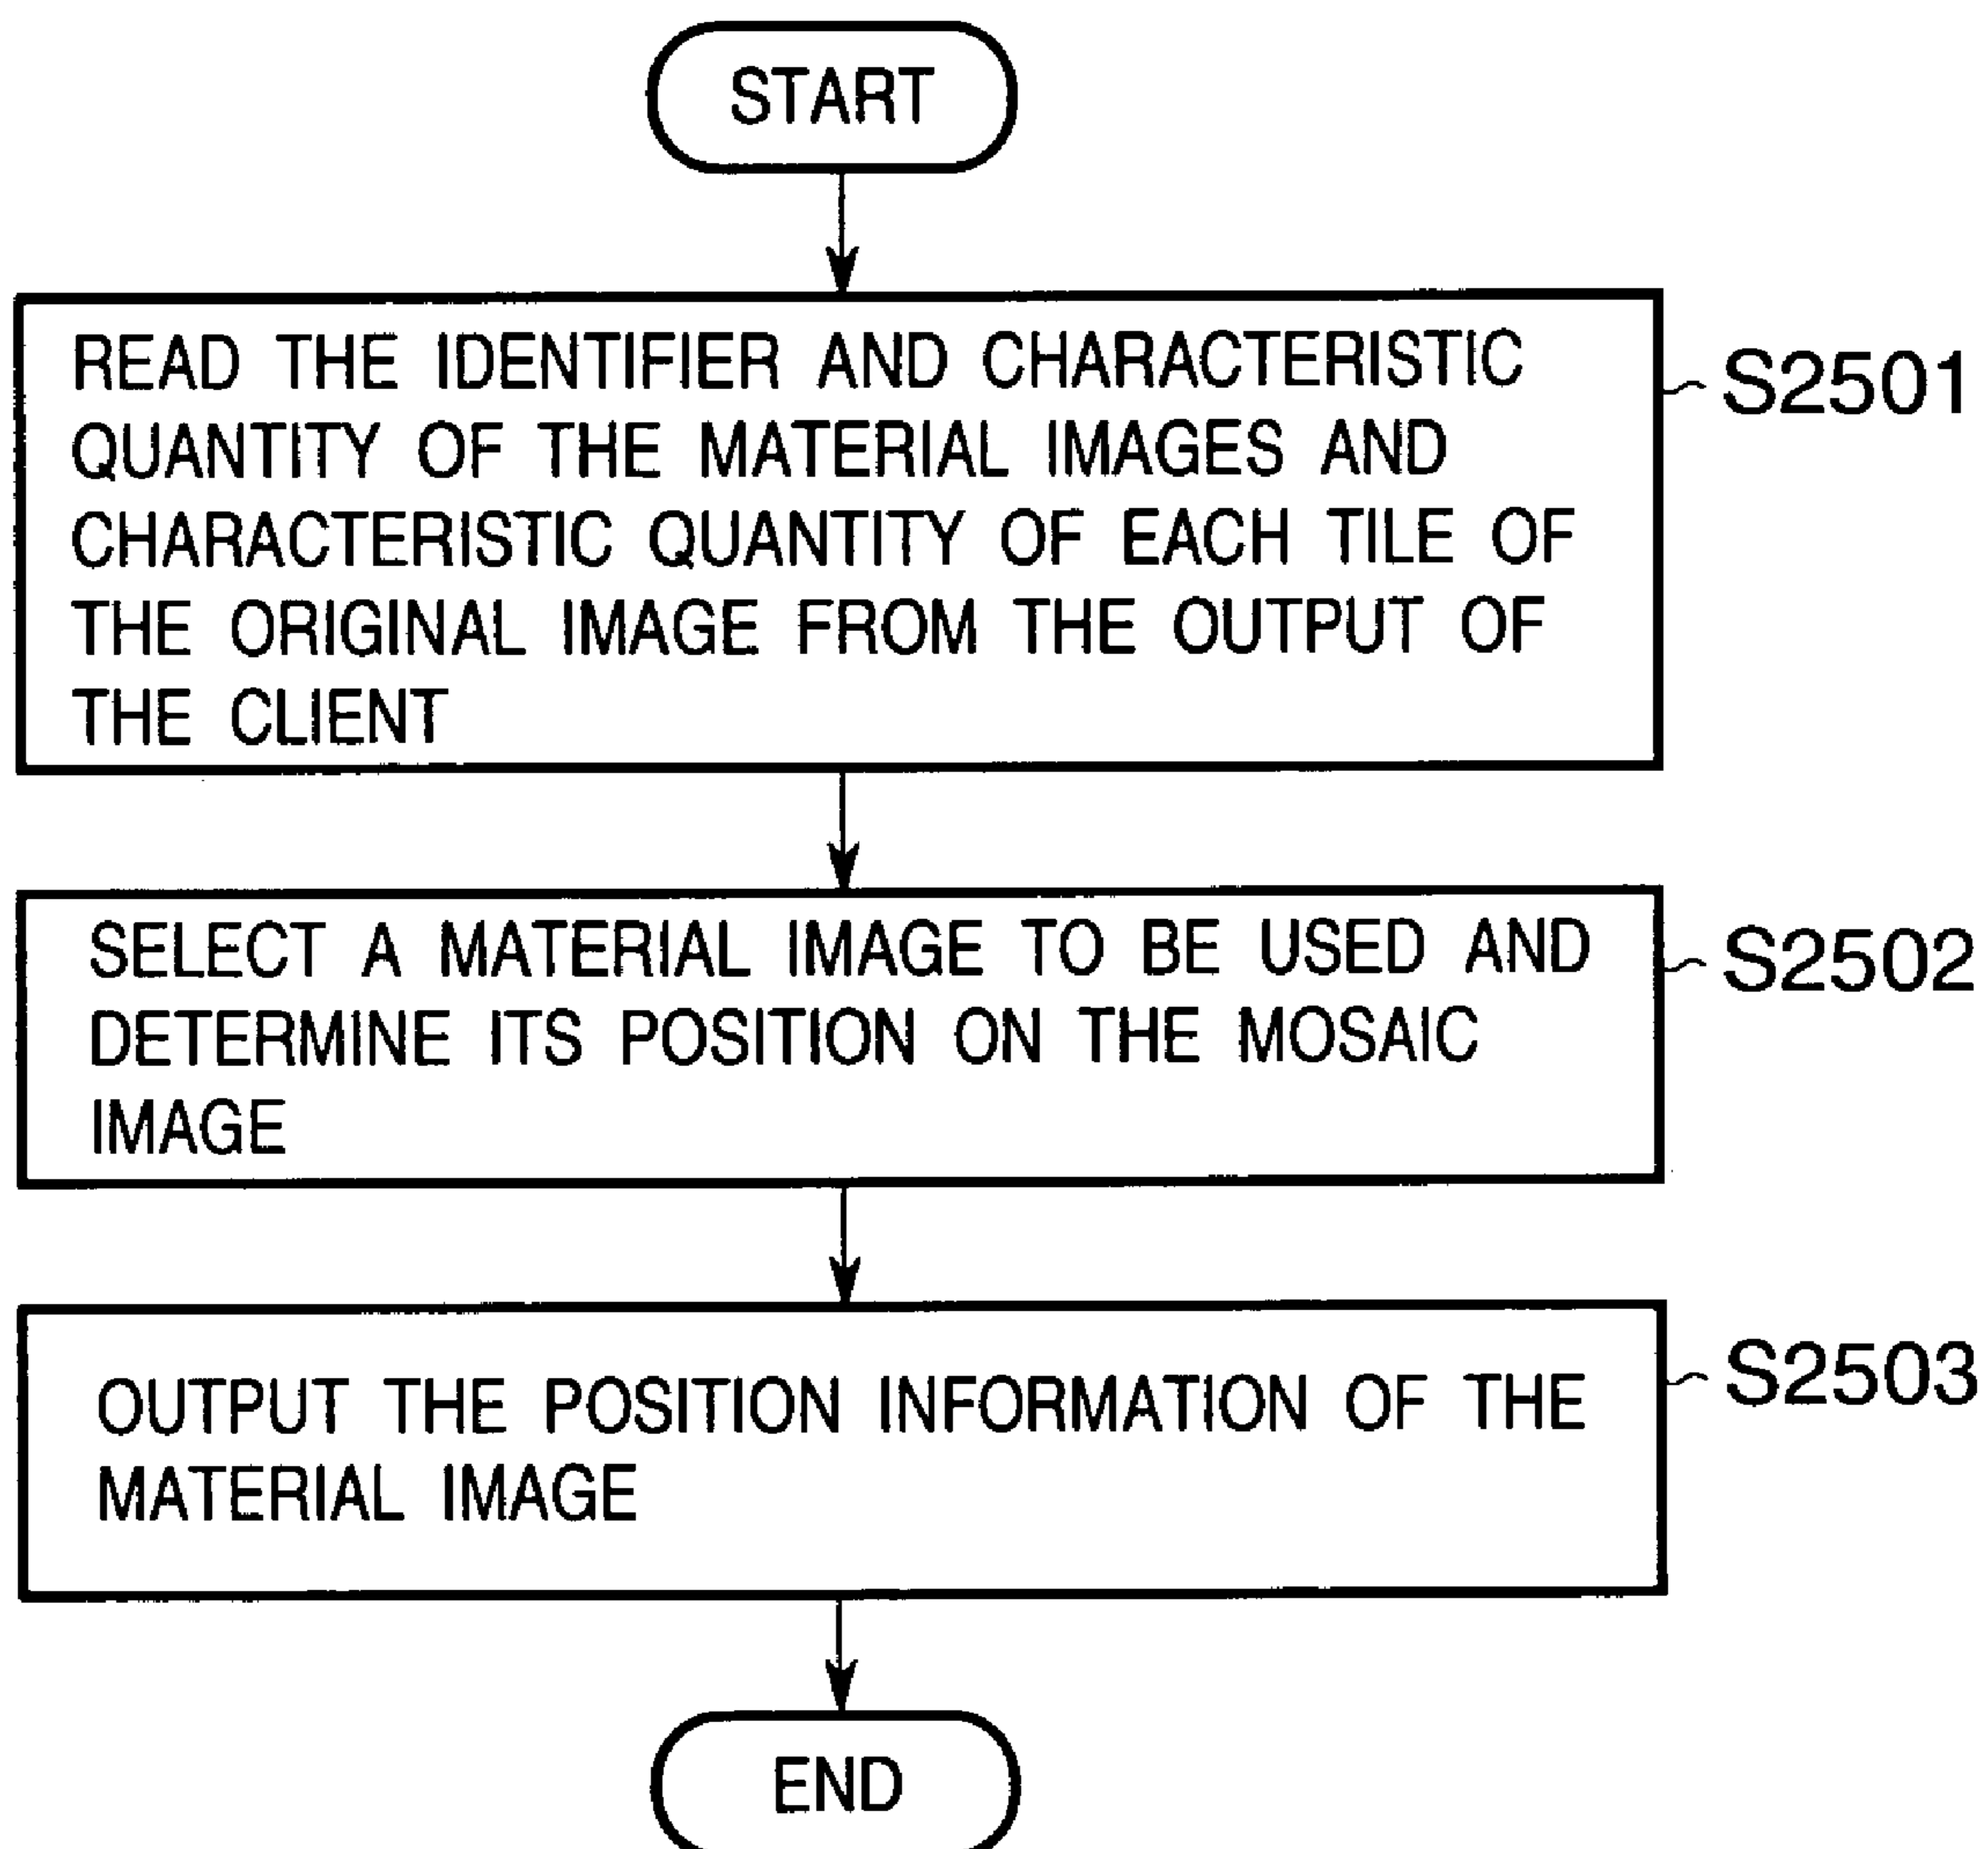 START
READ THE IDENTIFIER AND CHARACTERISTIC
QUANTITY OF THE MATERIAL IMAGES AND
CHARACTERISTIC QUANTITY OF EACH TILE OF
THE ORIGINAL IMAGE FROM THE OUTPUT OF
THE CLIENT
S2501
SELECT A MATERIAL IMAGE TO BE USED AND
DETERMINE ITS POSITION ON THE MOSAIC
IMAGE
S2502
OUTPUT THE POSITION INFORMATION OF THE
MATERIAL IMAGE
S2503
END